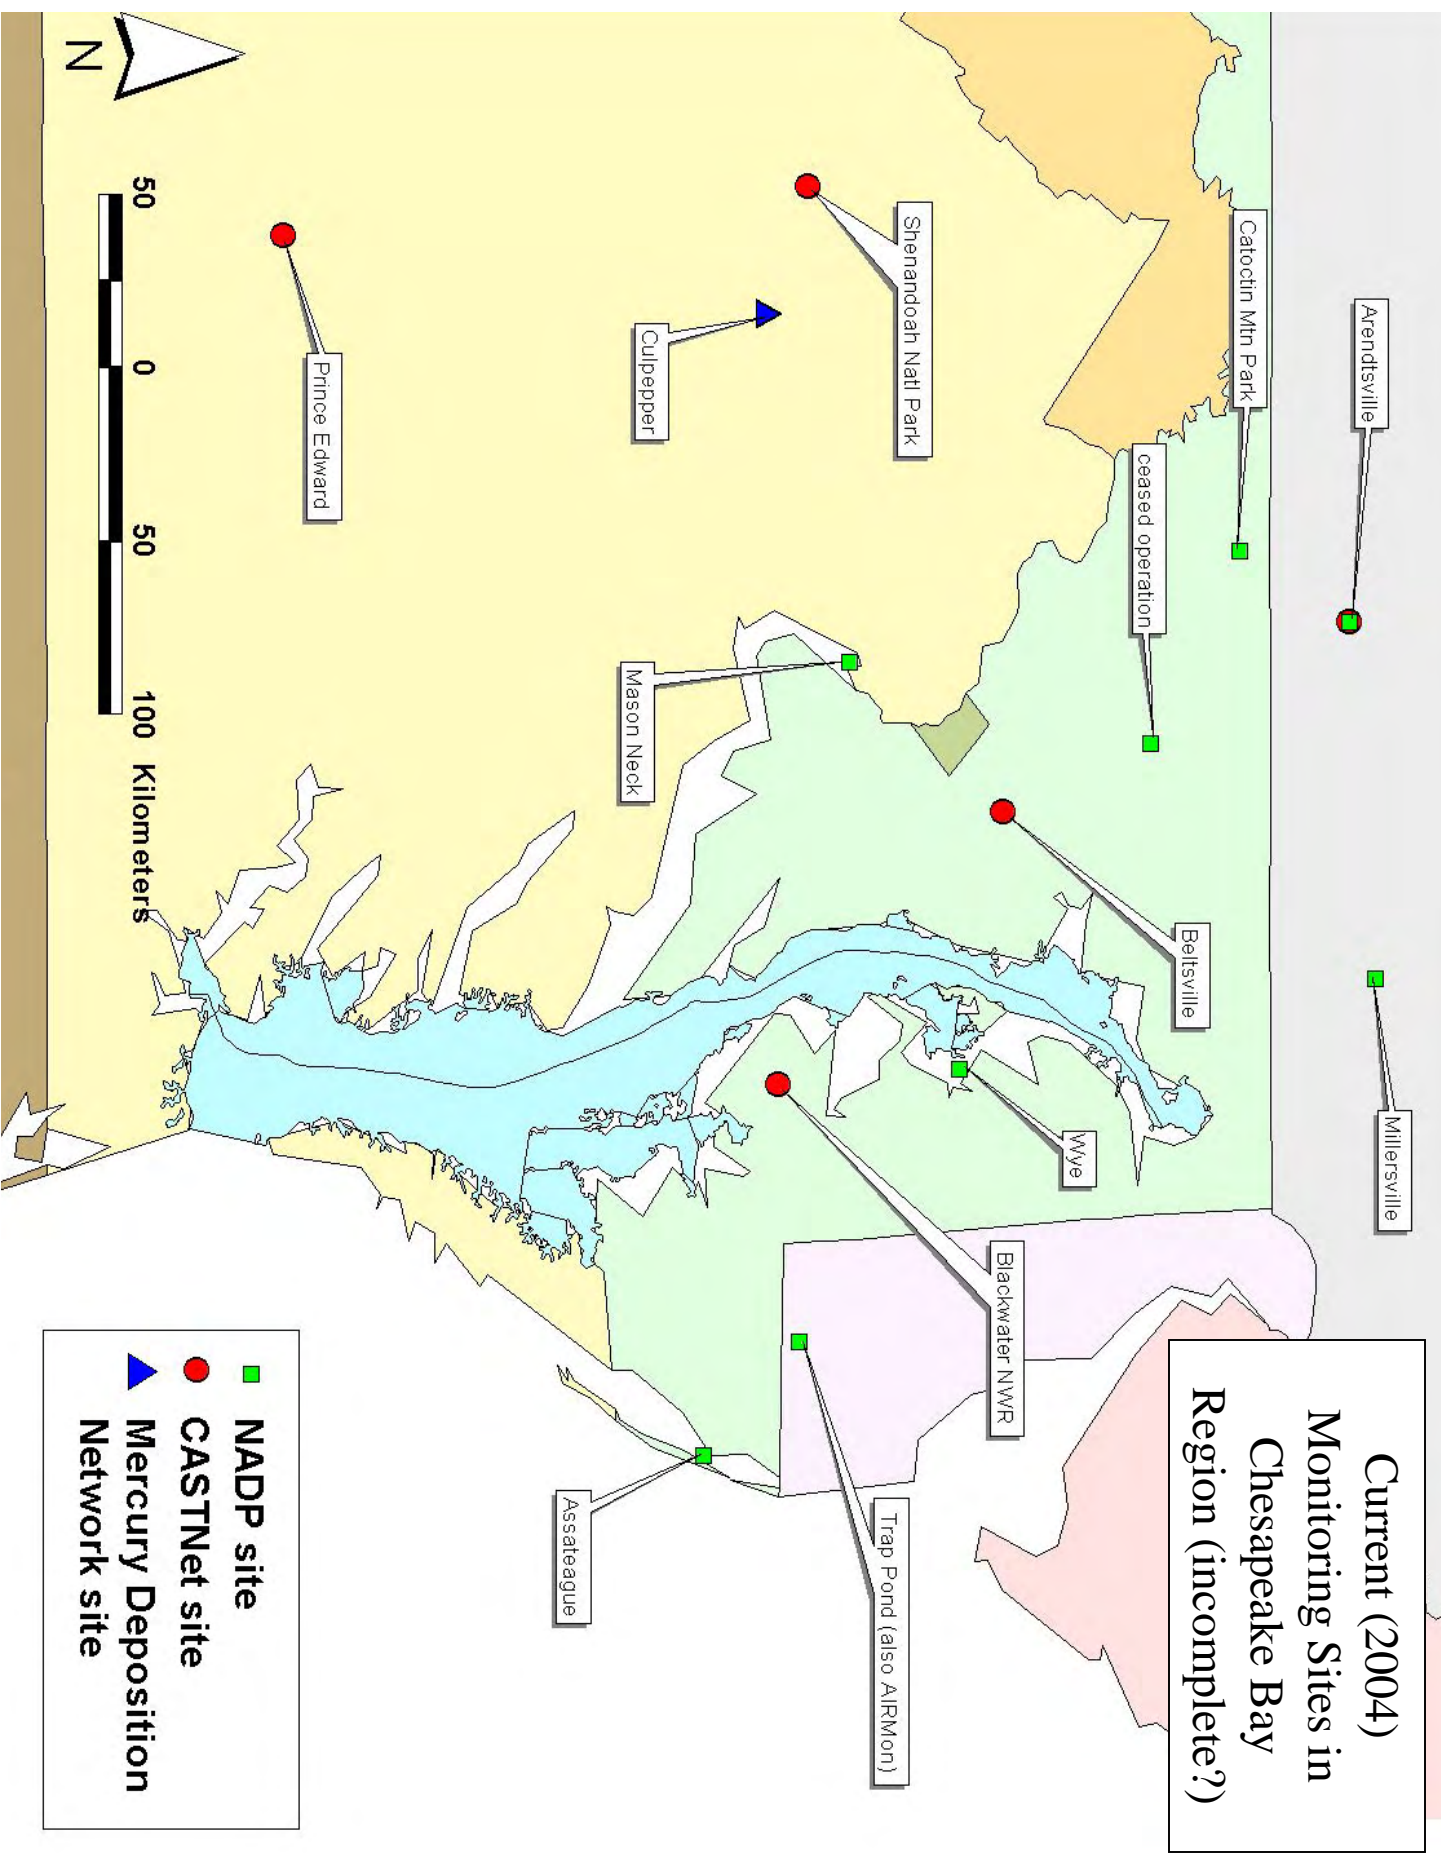 Current (2004)
Monitoring Sites in
Chesapeake Bay
Region (incomplete?)
Arendtsville
Millersville
Catoctin Mtn Park
ceased operation
Beltsville
Wye
Shenandoah Natl Park
Blackwater NWR
Trap Pond (also AIRMon)
Culpepper
Mason Neck
Assateague
Prince Edward
50 0 50 100 Kilometers
N
NADP site
CASTNet site
Mercury Deposition
Network site